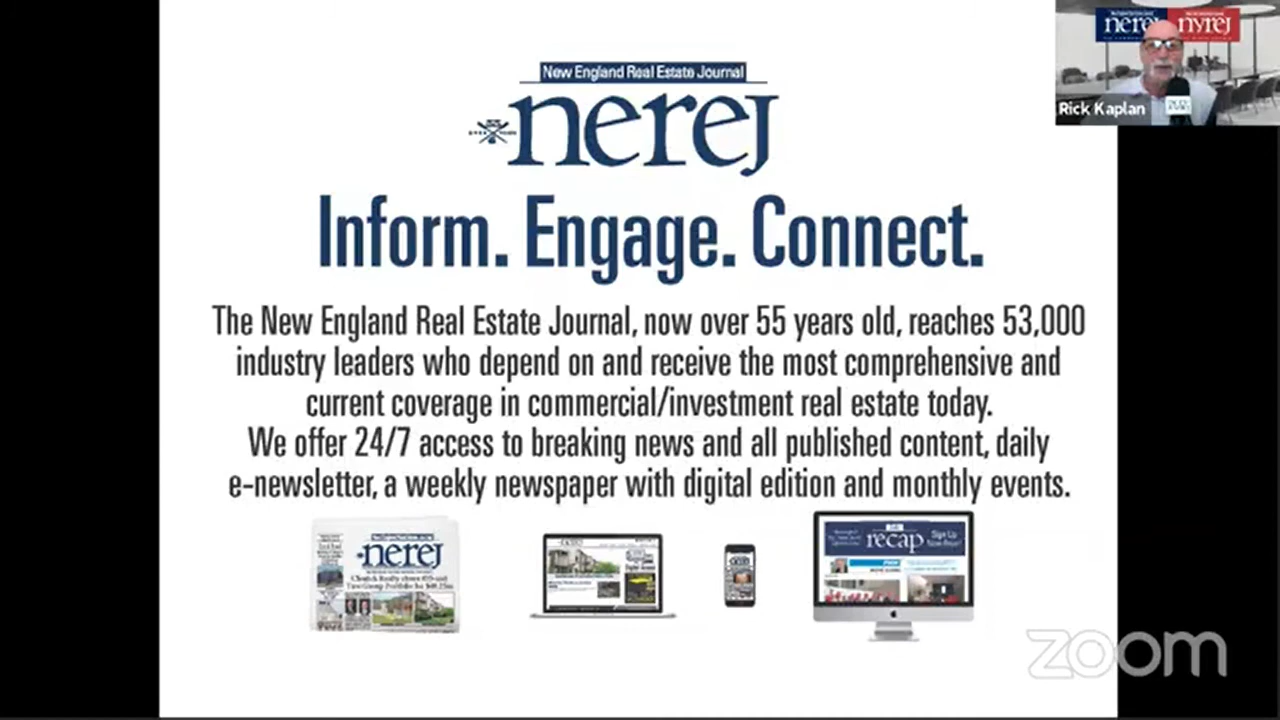 New England Real Estate Journal
nerej
Inform. Engage. Connect.
The New England Real Estate Journal, now over 55 years old, reaches 53,000
industry leaders who depend on and receive the most comprehensive and
current coverage in commercial/investment real estate today.
We offer 24/7 access to breaking news and all published content, daily
e-newsletter, a weekly newspaper with digital edition and monthly events.
nerej
recap
Sign Up
nerej
nyrej
Rick Kaplan
zoom